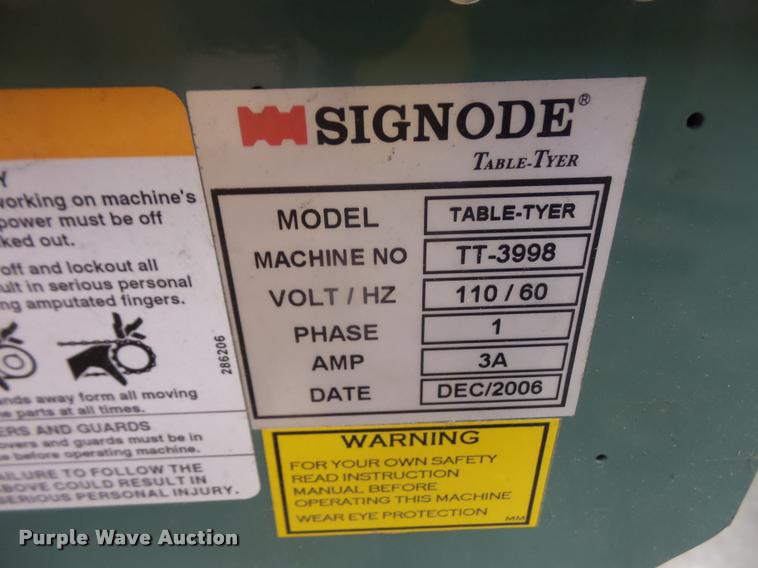 SIGNODE®
TABLE-TYER
MODEL TABLE-TYER
MACHINE NO TT-3998
VOLT / HZ 110 / 60
PHASE 1
AMP 3A
DATE DEC/2006
Y
working on machine's
power must be off
ked out.
off and lockout all
ult in serious personal
ng amputated fingers.
286206
nds away form all moving
e parts at all times.
ERS AND GUARDS
overs and guards must be in
e before operating machine.
AILURE TO FOLLOW THE
BOVE COULD RESULT IN
SERIOUS PERSONAL INJURY.
WARNING
FOR YOUR OWN SAFETY
READ INSTRUCTION
MANUAL BEFORE
OPERATING THIS MACHINE
WEAR EYE PROTECTION
MM
Purple Wave Auction